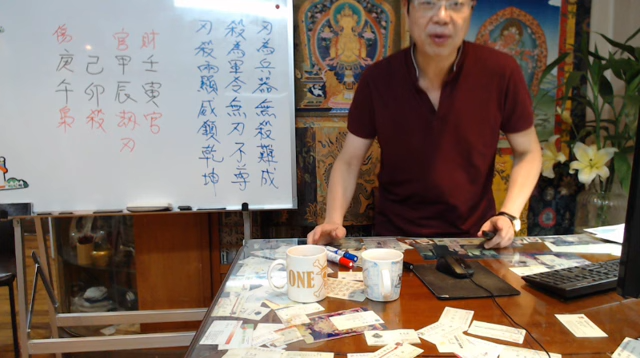 刃為兵器無殺難成
殺為軍令無刃不尊
刃殺兩顯威鎮乾坤
財壬寅官
官甲辰劫刃
己卯殺
傷庚午梟
ONE